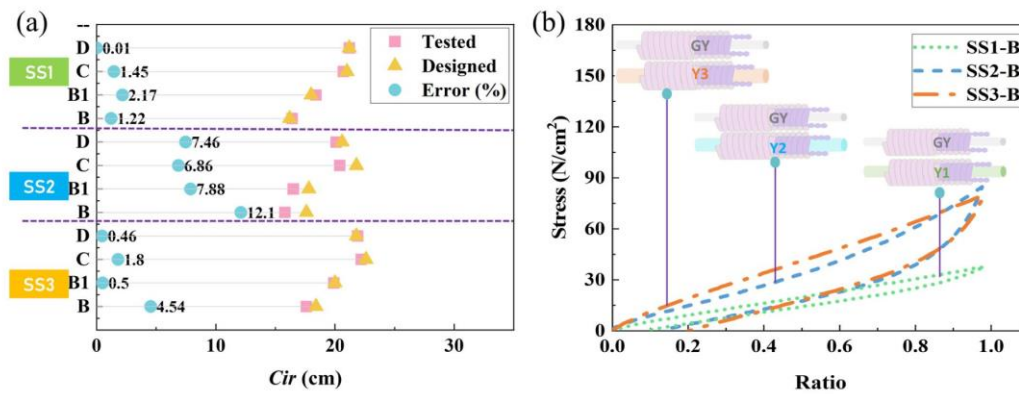 (a)
--
D
C
B1
B
D
C
B1
B
D
C
B1
B
SS1
SS2
SS3
0.01
1.45
2.17
1.22
7.46
6.86
7.88
12.1
0.46
1.8
0.5
4.54
Tested
Designed
Error (%)
0
10
20
30
Cir (cm)
(b)
Stress (N/cm²)
180
150
120
90
60
30
0
GY
Y3
GY
Y2
GY
Y1
SS1-B
SS2-B
SS3-B
0.0
0.2
0.4
0.6
0.8
1.0
Ratio